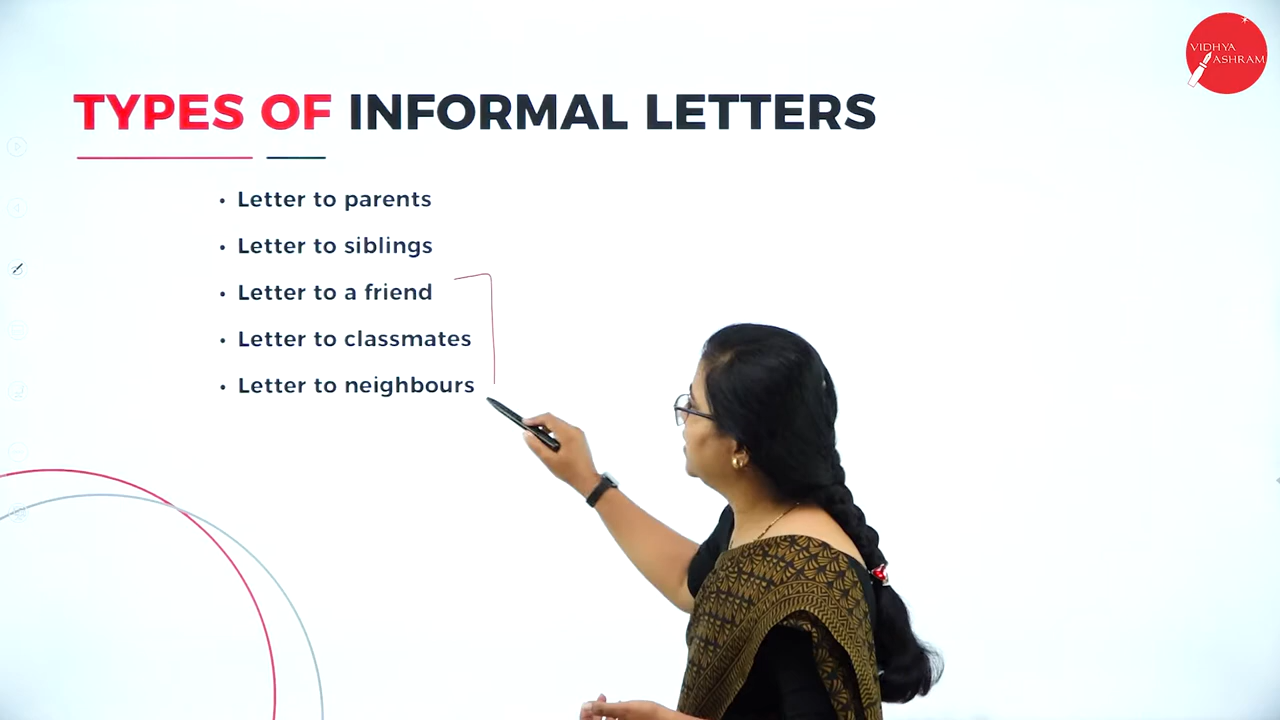 VIDHYA
ASHRAM
TYPES OF INFORMAL LETTERS
• Letter to parents
• Letter to siblings
• Letter to a friend
• Letter to classmates
• Letter to neighbours